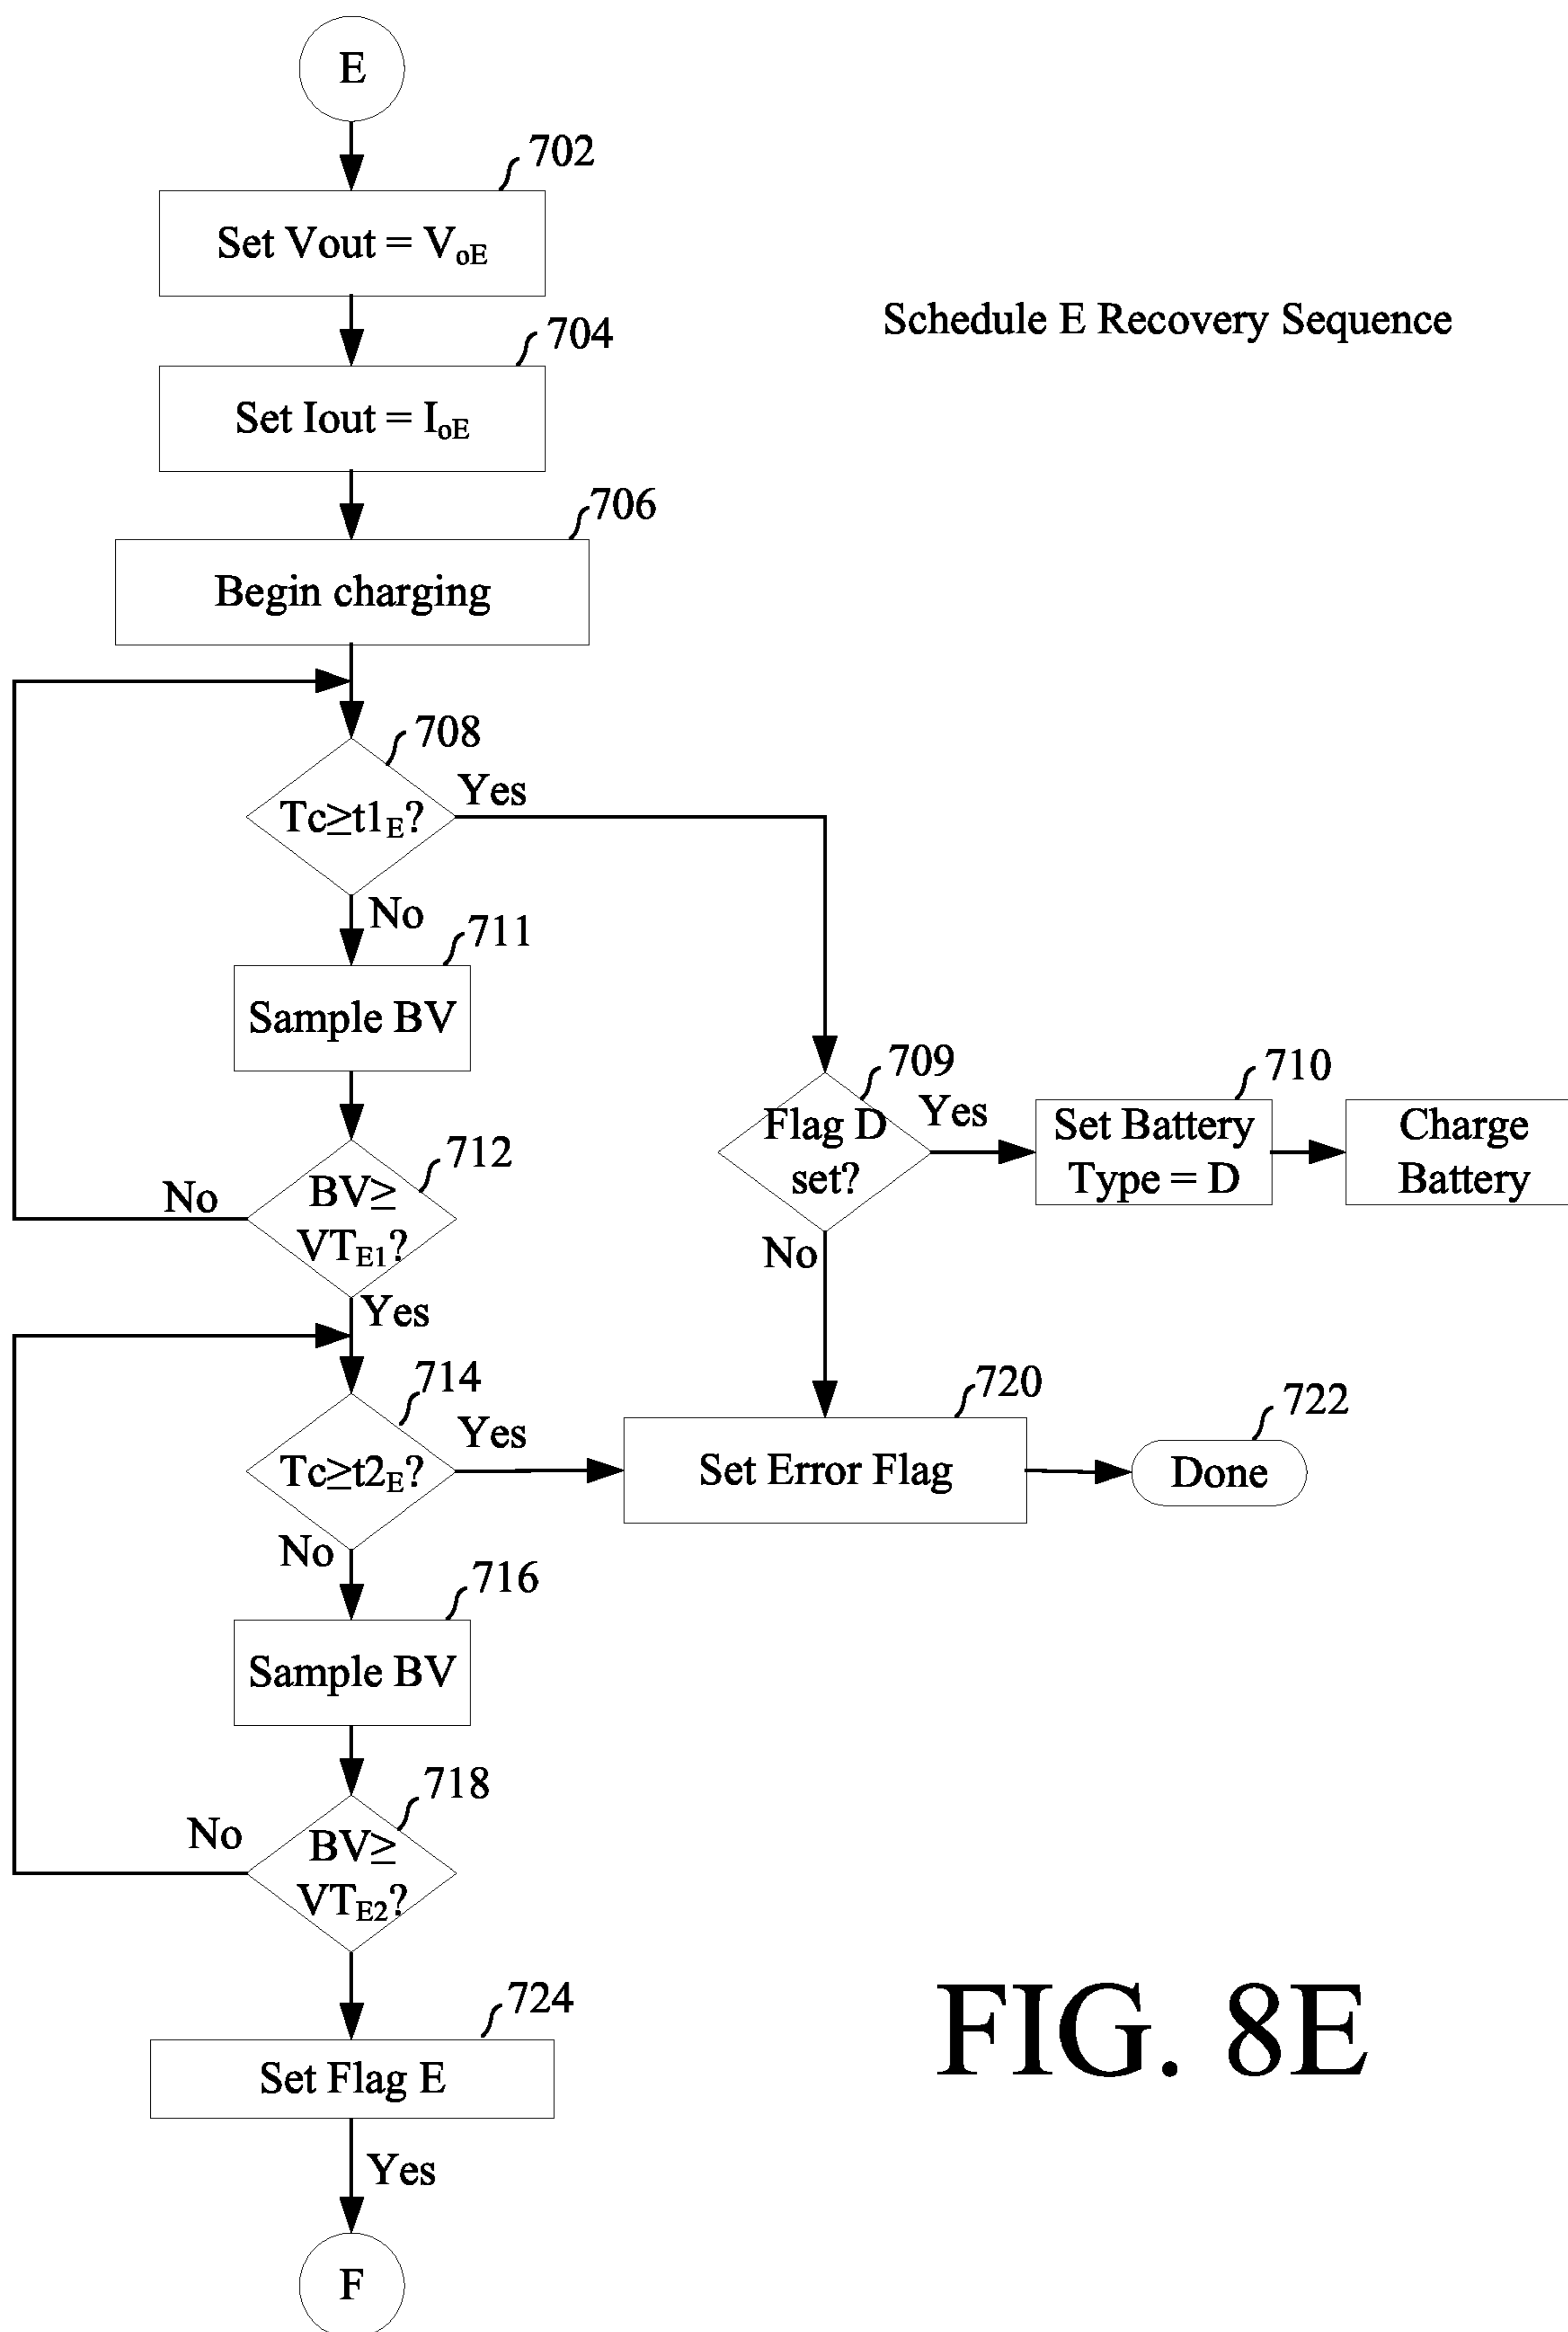 E
702
Set Vout = VoE
Schedule E Recovery Sequence
704
Set Iout = IoE
706
Begin charging
708
Tc≥t1E?
Yes
No
711
Sample BV
709
Flag D
set?
Yes
No
710
Set Battery
Type = D
Charge
Battery
712
BV≥
VTE1?
No
Yes
714
Tc≥t2E?
Yes
No
720
Set Error Flag
722
Done
716
Sample BV
718
BV≥
VTE2?
No
724
Set Flag E
Yes
F
FIG. 8E